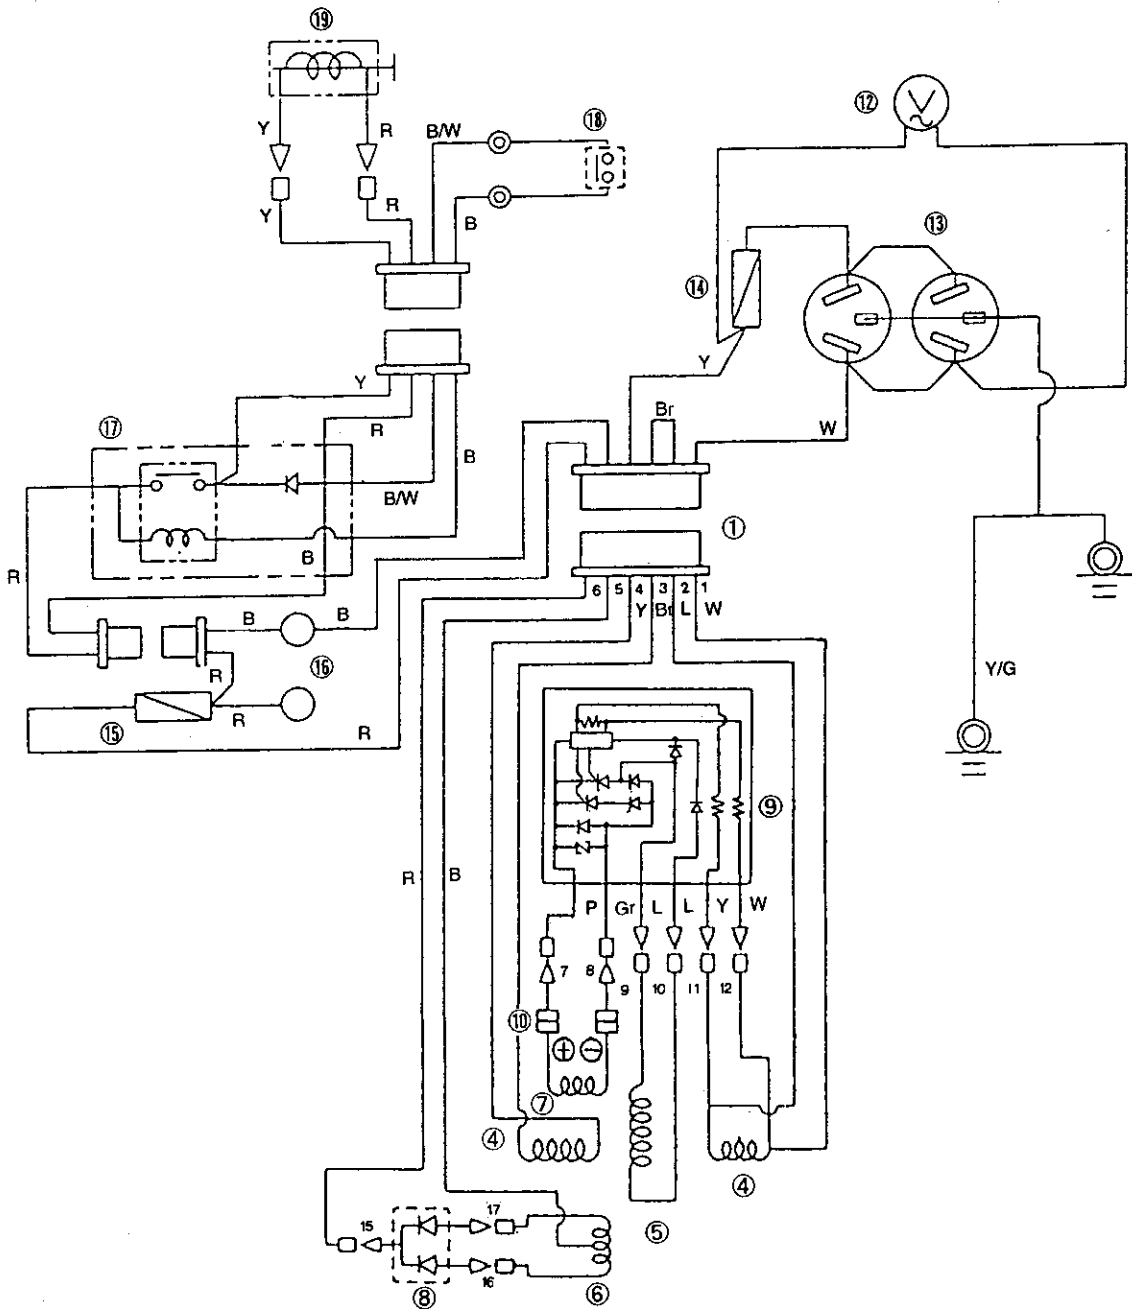 ⑲
Y
R
B/W
⑱
⑫
V
Y
R
B
⑬
⑭
Y
Y
Br
⑰
R
W
B
B/W
①
B
R
6 5 4 3 2 1
Y Br L W
B
B
⑯
Y/G
R
R
⑮
R
⑨
R
B
P Gr L L Y W
7
8
9
10
11
12
⑩
+ −
⑦
④
④
⑤
17
15
16
⑥
⑧